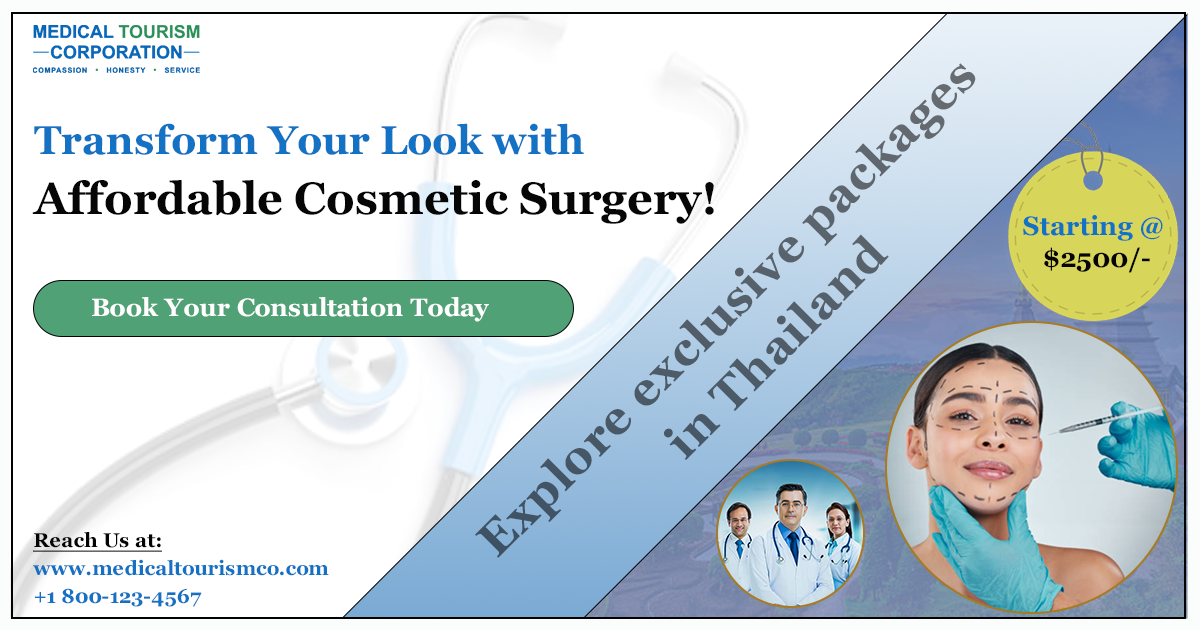 MEDICAL TOURISM
CORPORATION
COMPASSION • HONESTY • SERVICE
Transform Your Look with
Affordable Cosmetic Surgery!
Book Your Consultation Today
Explore exclusive packages
in Thailand
Starting @
$2500/-
Reach Us at:
www.medicaltourismco.com
+1 800-123-4567